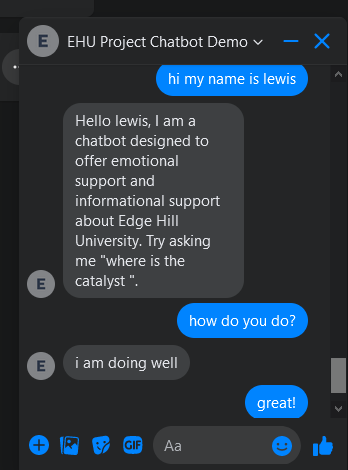 E EHU Project Chatbot Demo
hi my name is lewis
Hello lewis, I am a
chatbot designed to
offer emotional
support and
informational support
about Edge Hill
University. Try asking
me "where is the
catalyst ".
E
how do you do?
E
i am doing well
great!
GIF
Aa